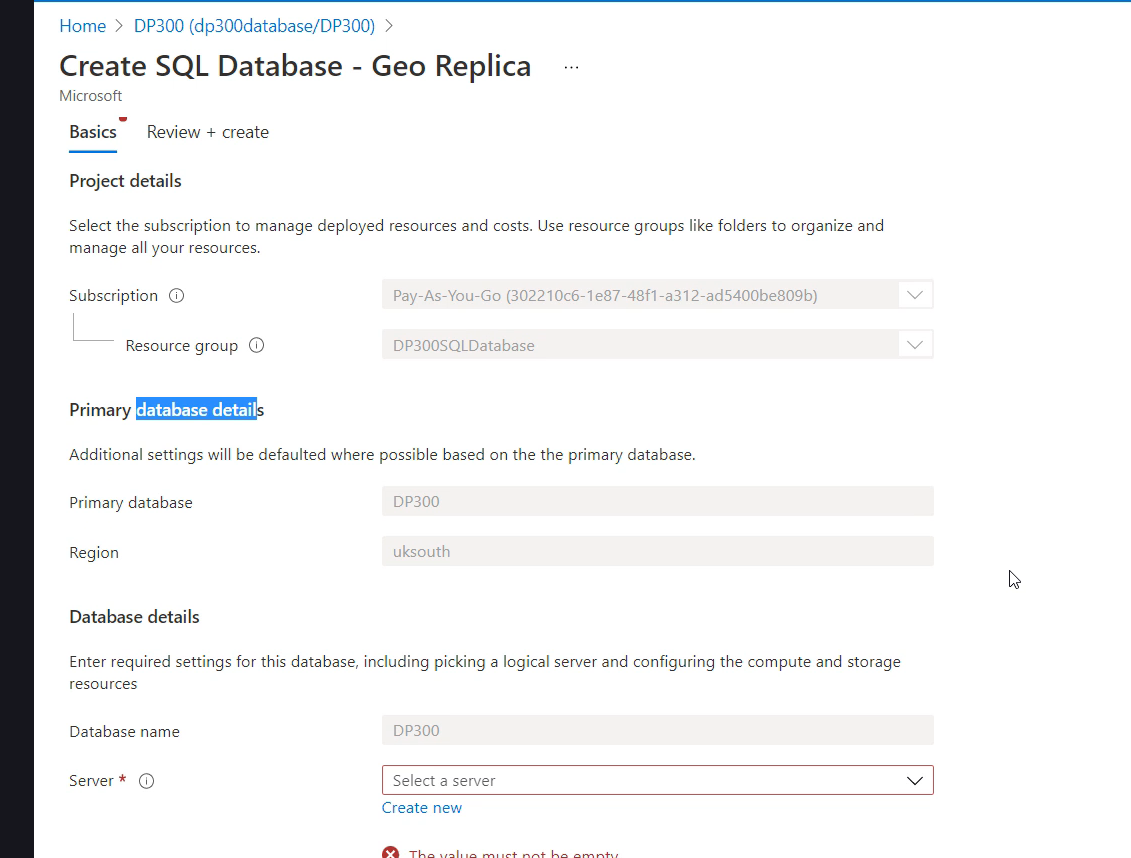 Home > DP300 (dp300database/DP300) >
Create SQL Database - Geo Replica ...
Microsoft
Basics Review + create
Project details
Select the subscription to manage deployed resources and costs. Use resource groups like folders to organize and
manage all your resources.
Subscription Pay-As-You-Go (302210c6-1e87-48f1-a312-ad5400be809b)
Resource group DP300SQLDatabase
Primary database details
Additional settings will be defaulted where possible based on the the primary database.
Primary database DP300
Region uksouth
Database details
Enter required settings for this database, including picking a logical server and configuring the compute and storage
resources
Database name DP300
Server * Select a server
Create new
The value must not be empty.